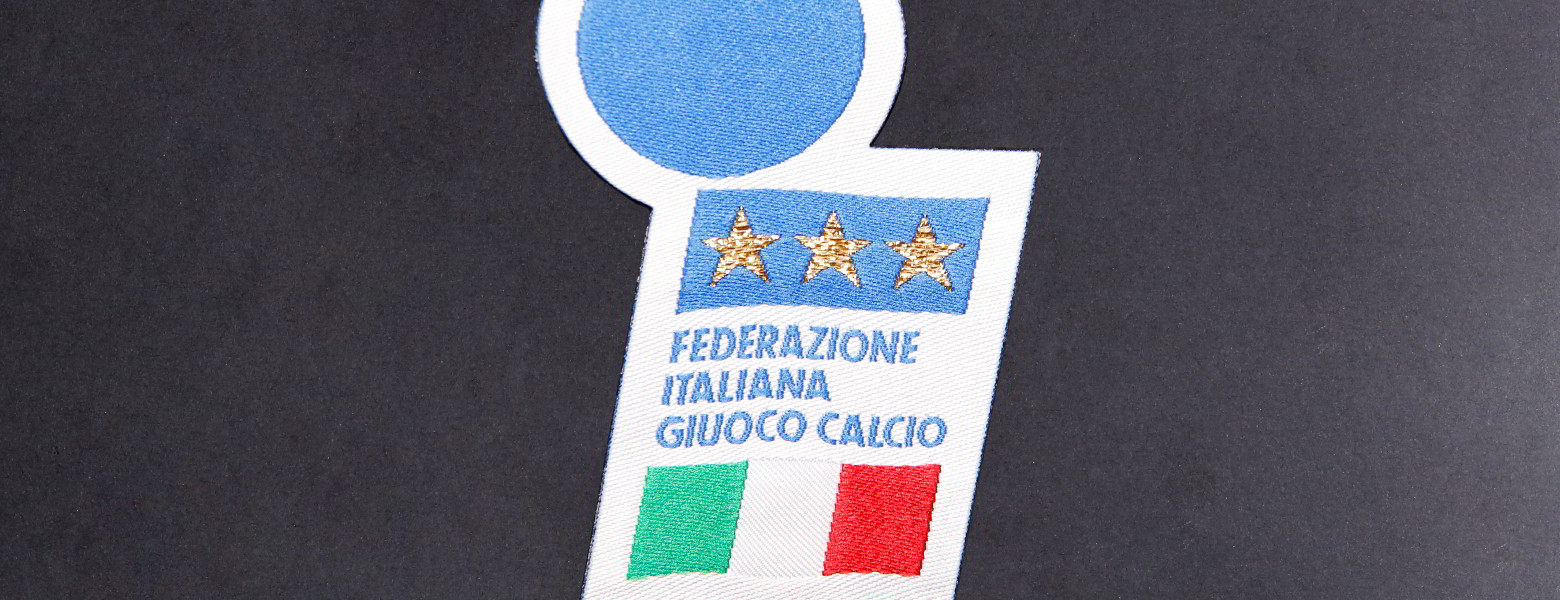 FEDERAZIONE
ITALIANA
GIUOCO CALCIO